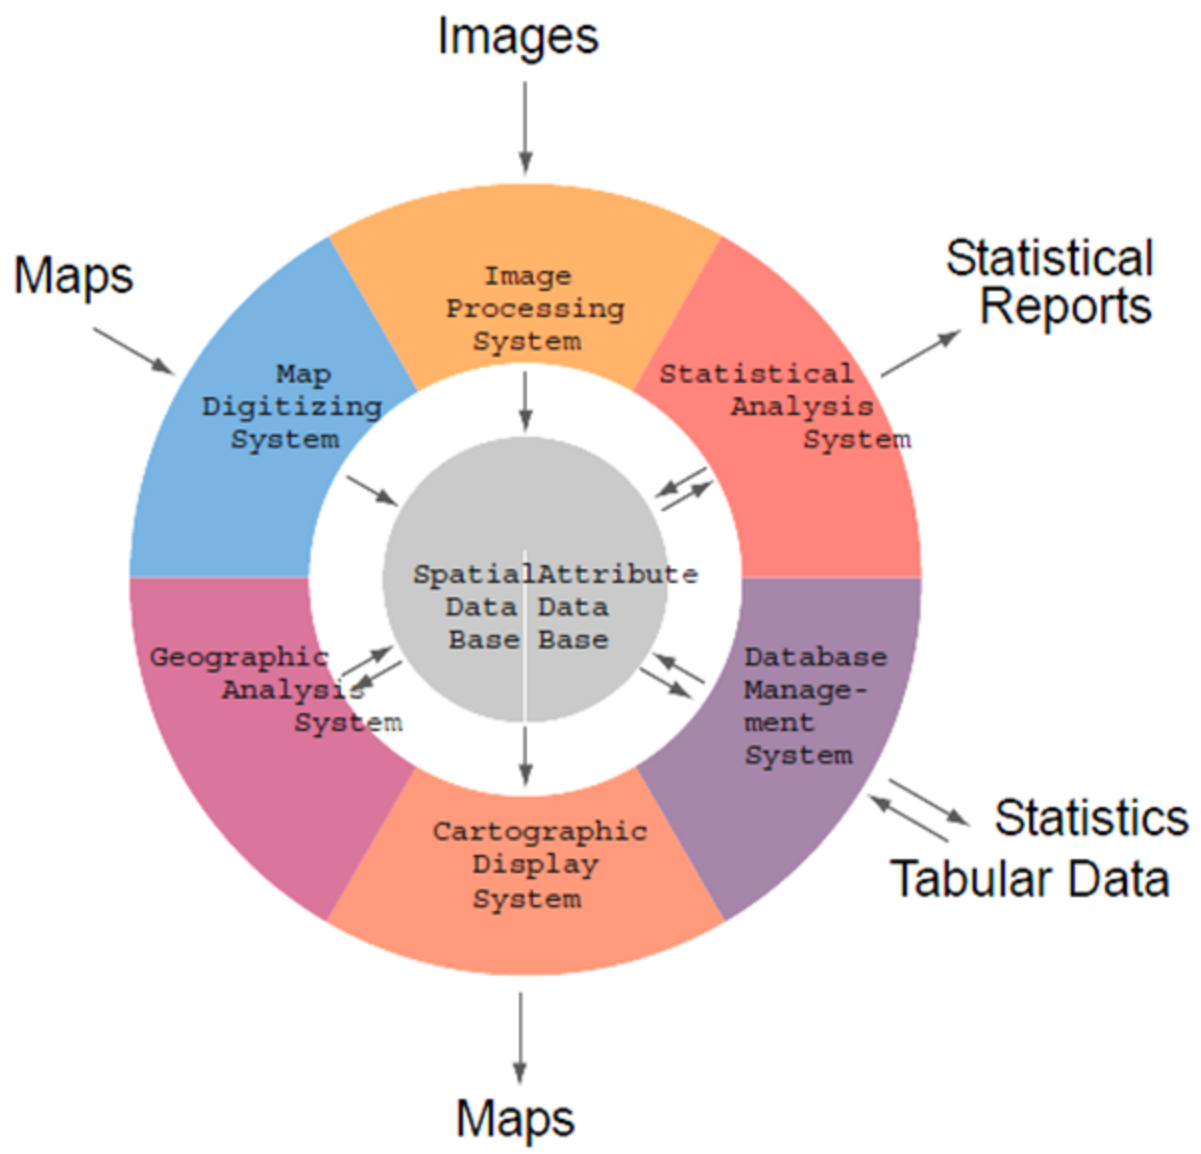 Images
Maps
Statistical
Reports
Image
Processing
System
Map
Digitizing
System
Statistical
Analysis
System
Spatial Attribute
Data Data
Base Base
Geographic
Analysis
System
Database
Manage-
ment
System
Cartographic
Display
System
Statistics
Tabular Data
Maps